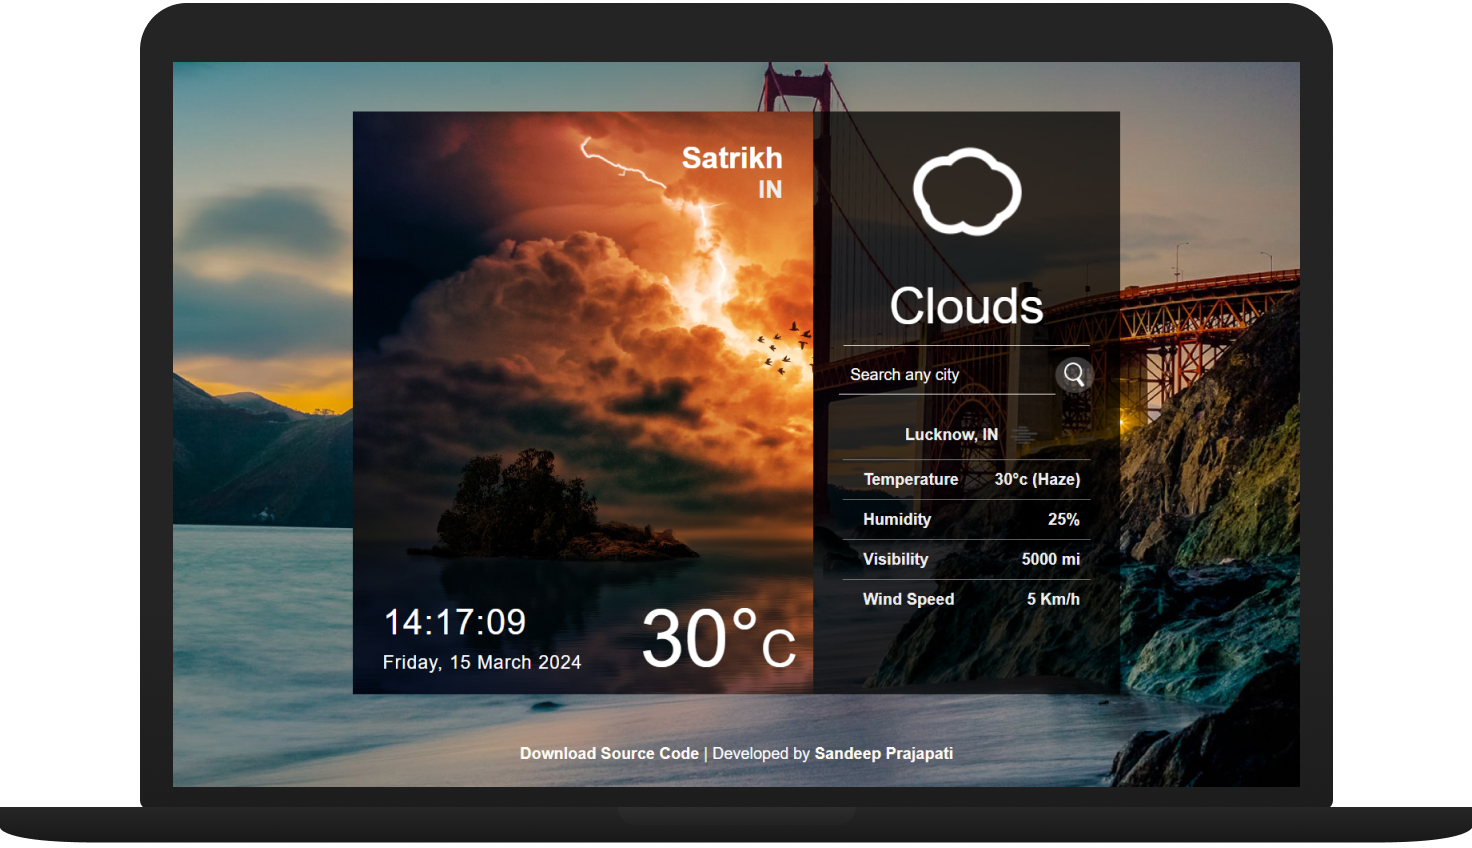 Satrikh
IN
14:17:09
Friday, 15 March 2024
30°C
Clouds
Search any city
Lucknow, IN
Temperature 30°c (Haze)
Humidity 25%
Visibility 5000 mi
Wind Speed 5 Km/h
Download Source Code | Developed by Sandeep Prajapati